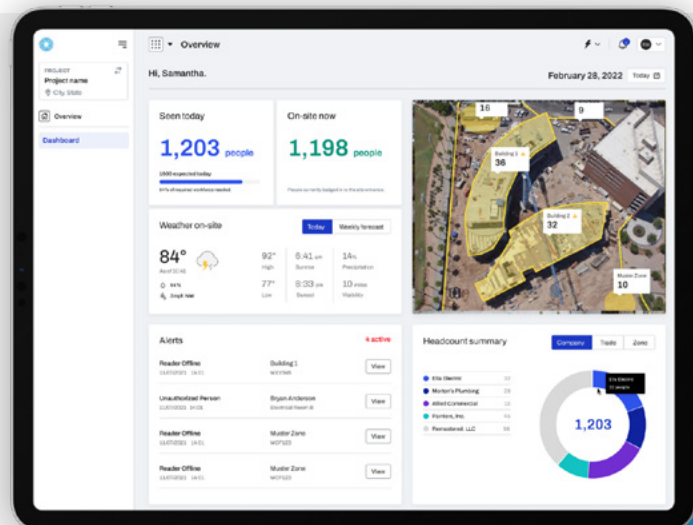 PROJECT
Project name
City, State
Overview
Dashboard
Overview
Hi, Samantha.
February 28, 2022
Today
Seen today
1,203 people
On-site now
1,198 people
Weather on-site
Today
Weekly forecast
84°
92°
High
6:41 am
Sunrise
14%
Precipitation
77°
Low
6:33 pm
Sunset
10 miles
Visibility
16
9
Building 1
36
Building 2
32
Muster Zone
10
Alerts
4 active
Reader Offline
Building 1
View
Unauthorized Person
Bryan Anderson
View
Reader Offline
Muster Zone
View
Reader Offline
Muster Zone
View
Headcount summary
Company
Trade
Zone
Ella Electric
Morton's Plumbing
Allied Commercial
Painters, Inc.
1,203